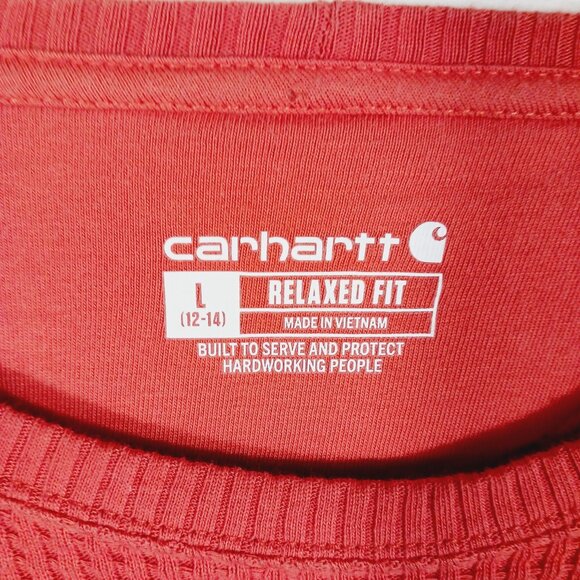 carhartt
L
(12-14)
RELAXED FIT
MADE IN VIETNAM
BUILT TO SERVE AND PROTECT
HARDWORKING PEOPLE